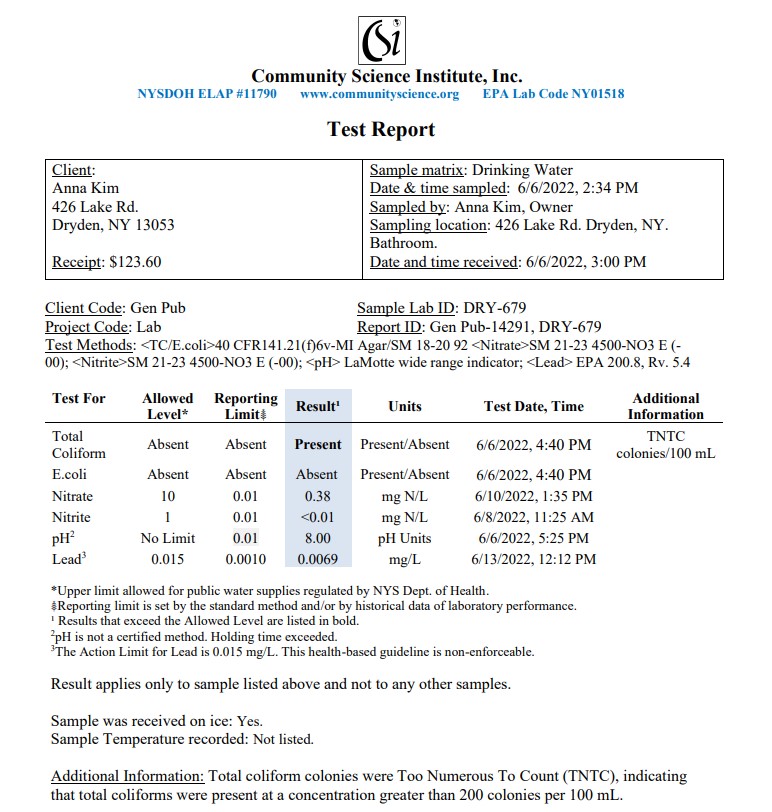 CSi
Community Science Institute, Inc.
NYSDOH ELAP #11790 www.communityscience.org EPA Lab Code NY01518
Test Report
Client:
Anna Kim
426 Lake Rd.
Dryden, NY 13053
Receipt: $123.60
Sample matrix: Drinking Water
Date & time sampled: 6/6/2022, 2:34 PM
Sampled by: Anna Kim, Owner
Sampling location: 426 Lake Rd. Dryden, NY.
Bathroom.
Date and time received: 6/6/2022, 3:00 PM
Client Code: Gen Pub Sample Lab ID: DRY-679
Project Code: Lab Report ID: Gen Pub-14291, DRY-679
Test Methods: <TC/E.coli>40 CFR141.21(f)6v-MI Agar/SM 18-20 92 <Nitrate>SM 21-23 4500-NO3 E (-
00); <Nitrite>SM 21-23 4500-NO3 E (-00); <pH> LaMotte wide range indicator; <Lead> EPA 200.8, Rv. 5.4
Test For Allowed Level* Reporting Limit⸸ Result¹ Units Test Date, Time Additional Information
Total Coliform Absent Absent Present Present/Absent 6/6/2022, 4:40 PM TNTC colonies/100 mL
E.coli Absent Absent Absent Present/Absent 6/6/2022, 4:40 PM
Nitrate 10 0.01 0.38 mg N/L 6/10/2022, 1:35 PM
Nitrite 1 0.01 <0.01 mg N/L 6/8/2022, 11:25 AM
pH² No Limit 0.01 8.00 pH Units 6/6/2022, 5:25 PM
Lead³ 0.015 0.0010 0.0069 mg/L 6/13/2022, 12:12 PM
*Upper limit allowed for public water supplies regulated by NYS Dept. of Health.
⸸Reporting limit is set by the standard method and/or by historical data of laboratory performance.
¹ Results that exceed the Allowed Level are listed in bold.
²pH is not a certified method. Holding time exceeded.
³The Action Limit for Lead is 0.015 mg/L. This health-based guideline is non-enforceable.
Result applies only to sample listed above and not to any other samples.
Sample was received on ice: Yes.
Sample Temperature recorded: Not listed.
Additional Information: Total coliform colonies were Too Numerous To Count (TNTC), indicating
that total coliforms were present at a concentration greater than 200 colonies per 100 mL.